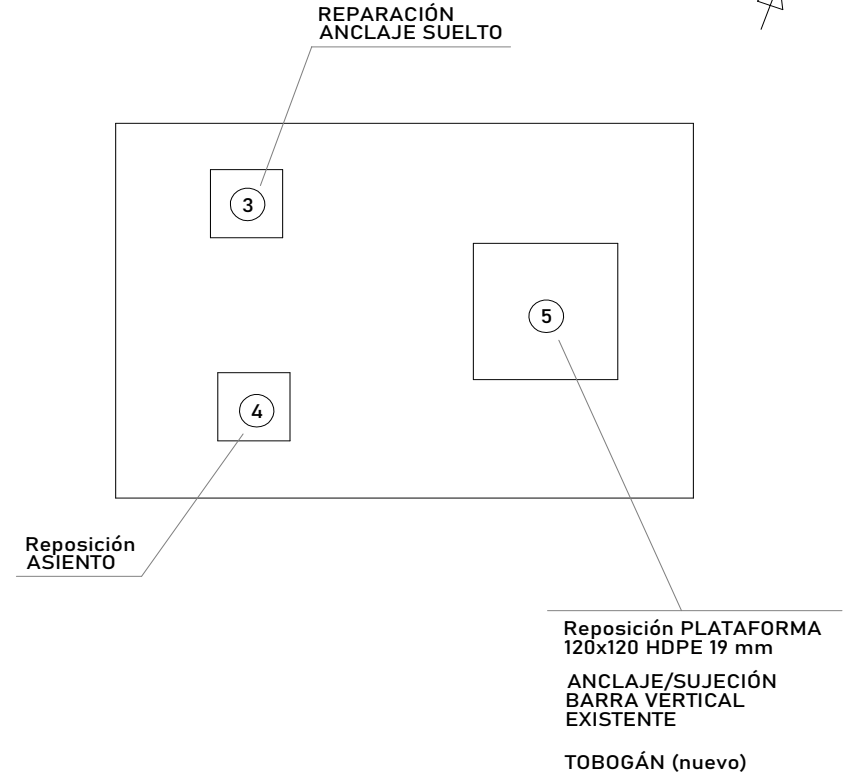 REPARACIÓN
ANCLAJE SUELTO
3
5
4
Reposición
ASIENTO
Reposición PLATAFORMA
120x120 HDPE 19 mm
ANCLAJE/SUJECIÓN
BARRA VERTICAL
EXISTENTE
TOBOGÁN (nuevo)